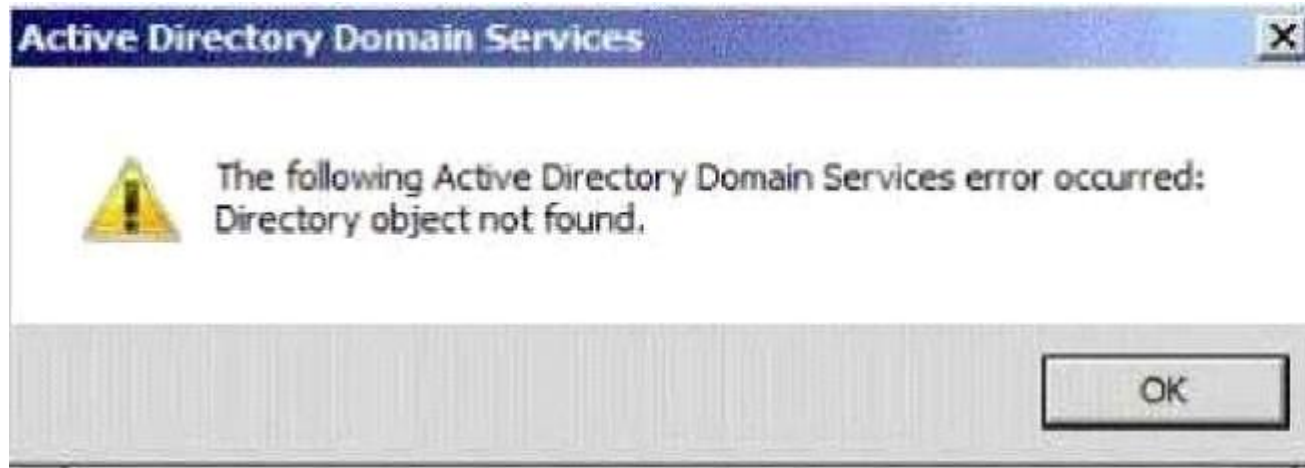 Active Directory Domain Services
The following Active Directory Domain Services error occurred:
Directory object not found.
OK